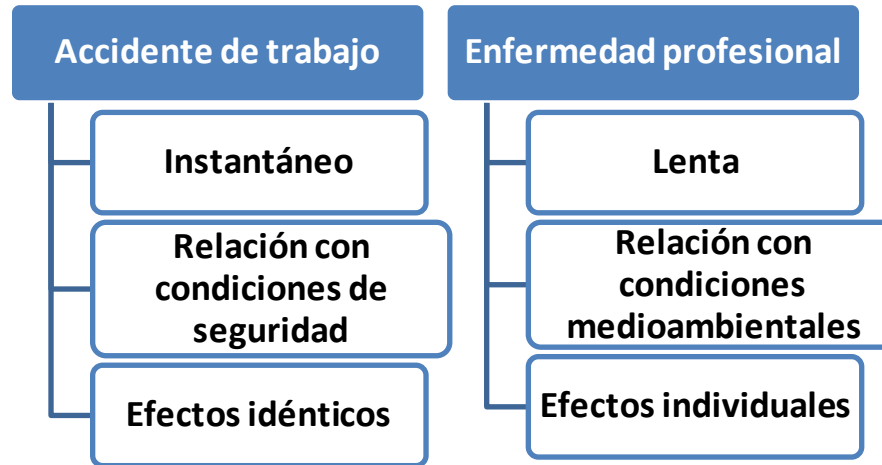 Accidente de trabajo
Instantáneo
Relación con
condiciones de
seguridad
Efectos idénticos
Enfermedad profesional
Lenta
Relación con
condiciones
medioambientales
Efectos individuales